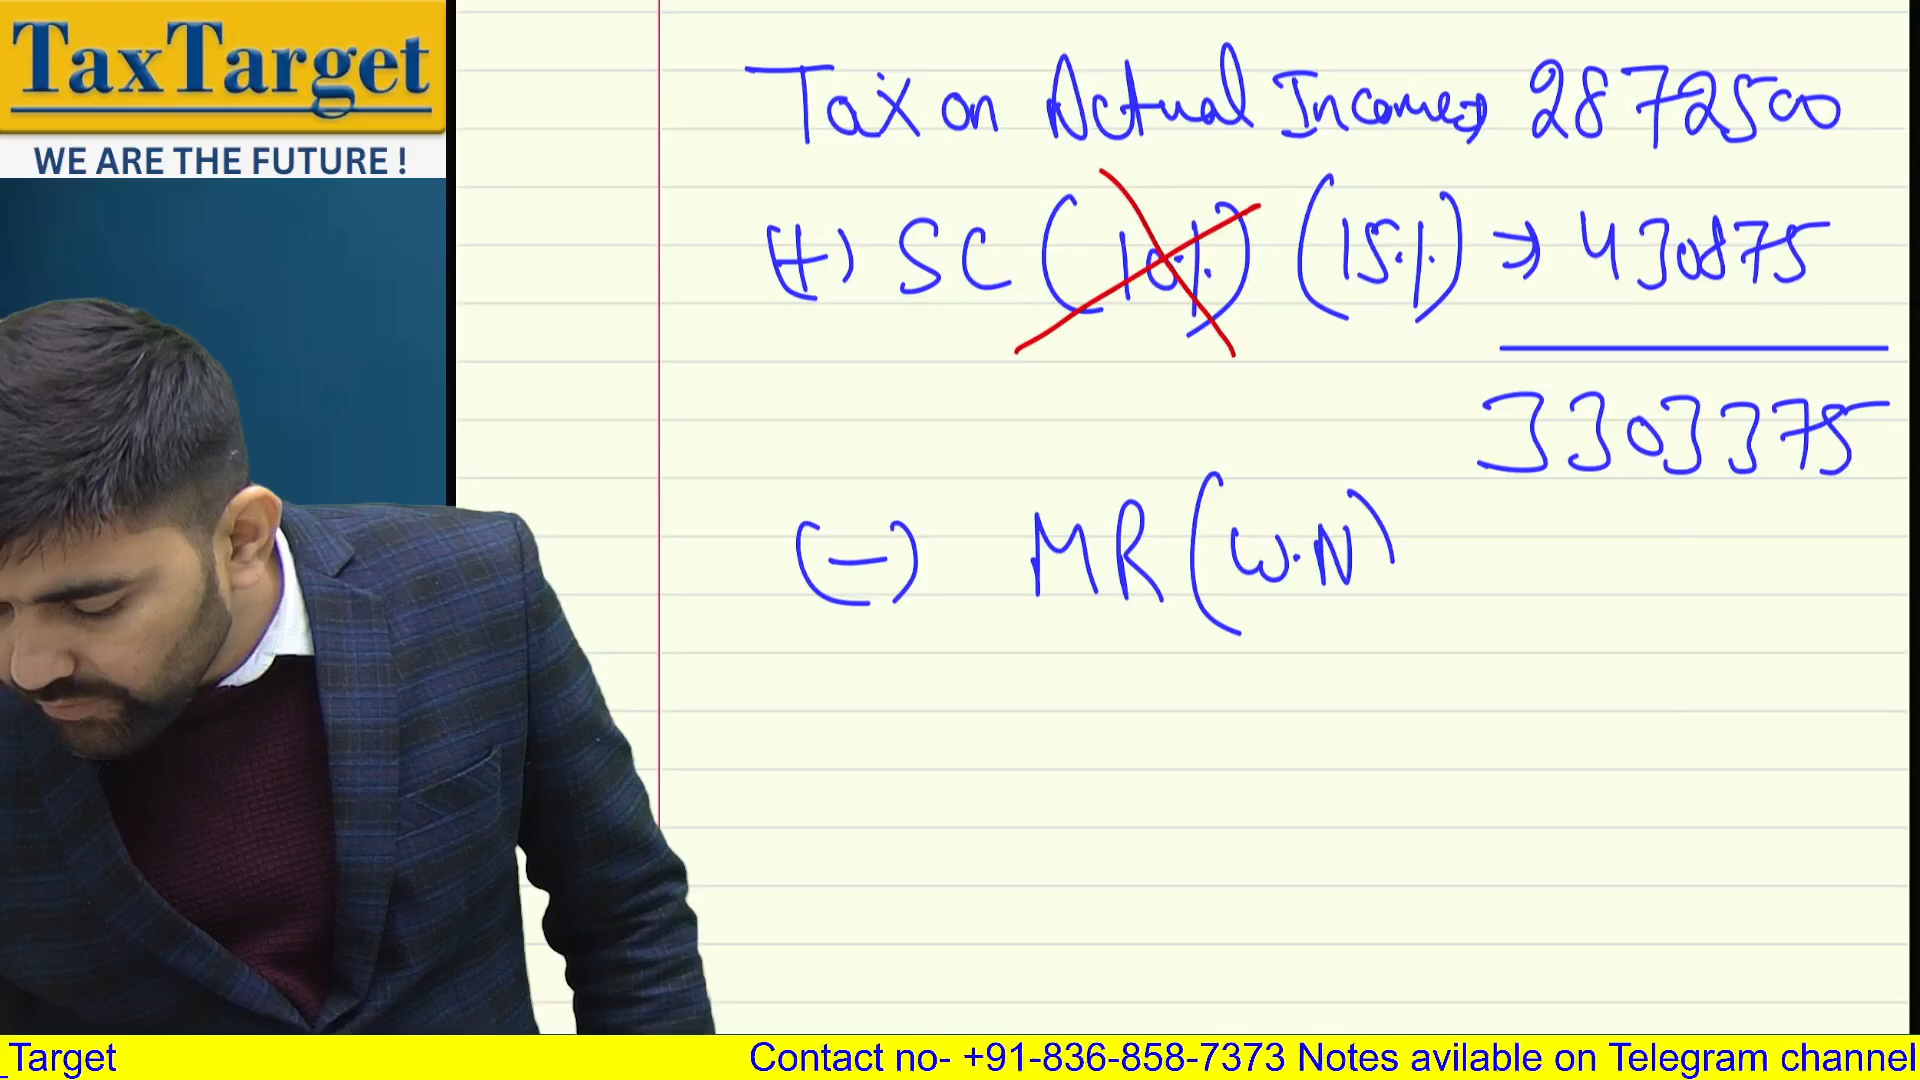 TaxTarget
WE ARE THE FUTURE !
Tax on Actual Income → 2872500
(+) SC (10%) (15%) → 430875
3303375
(-) MR (W.N)
_Target Contact no- +91-836-858-7373 Notes avilable on Telegram channel